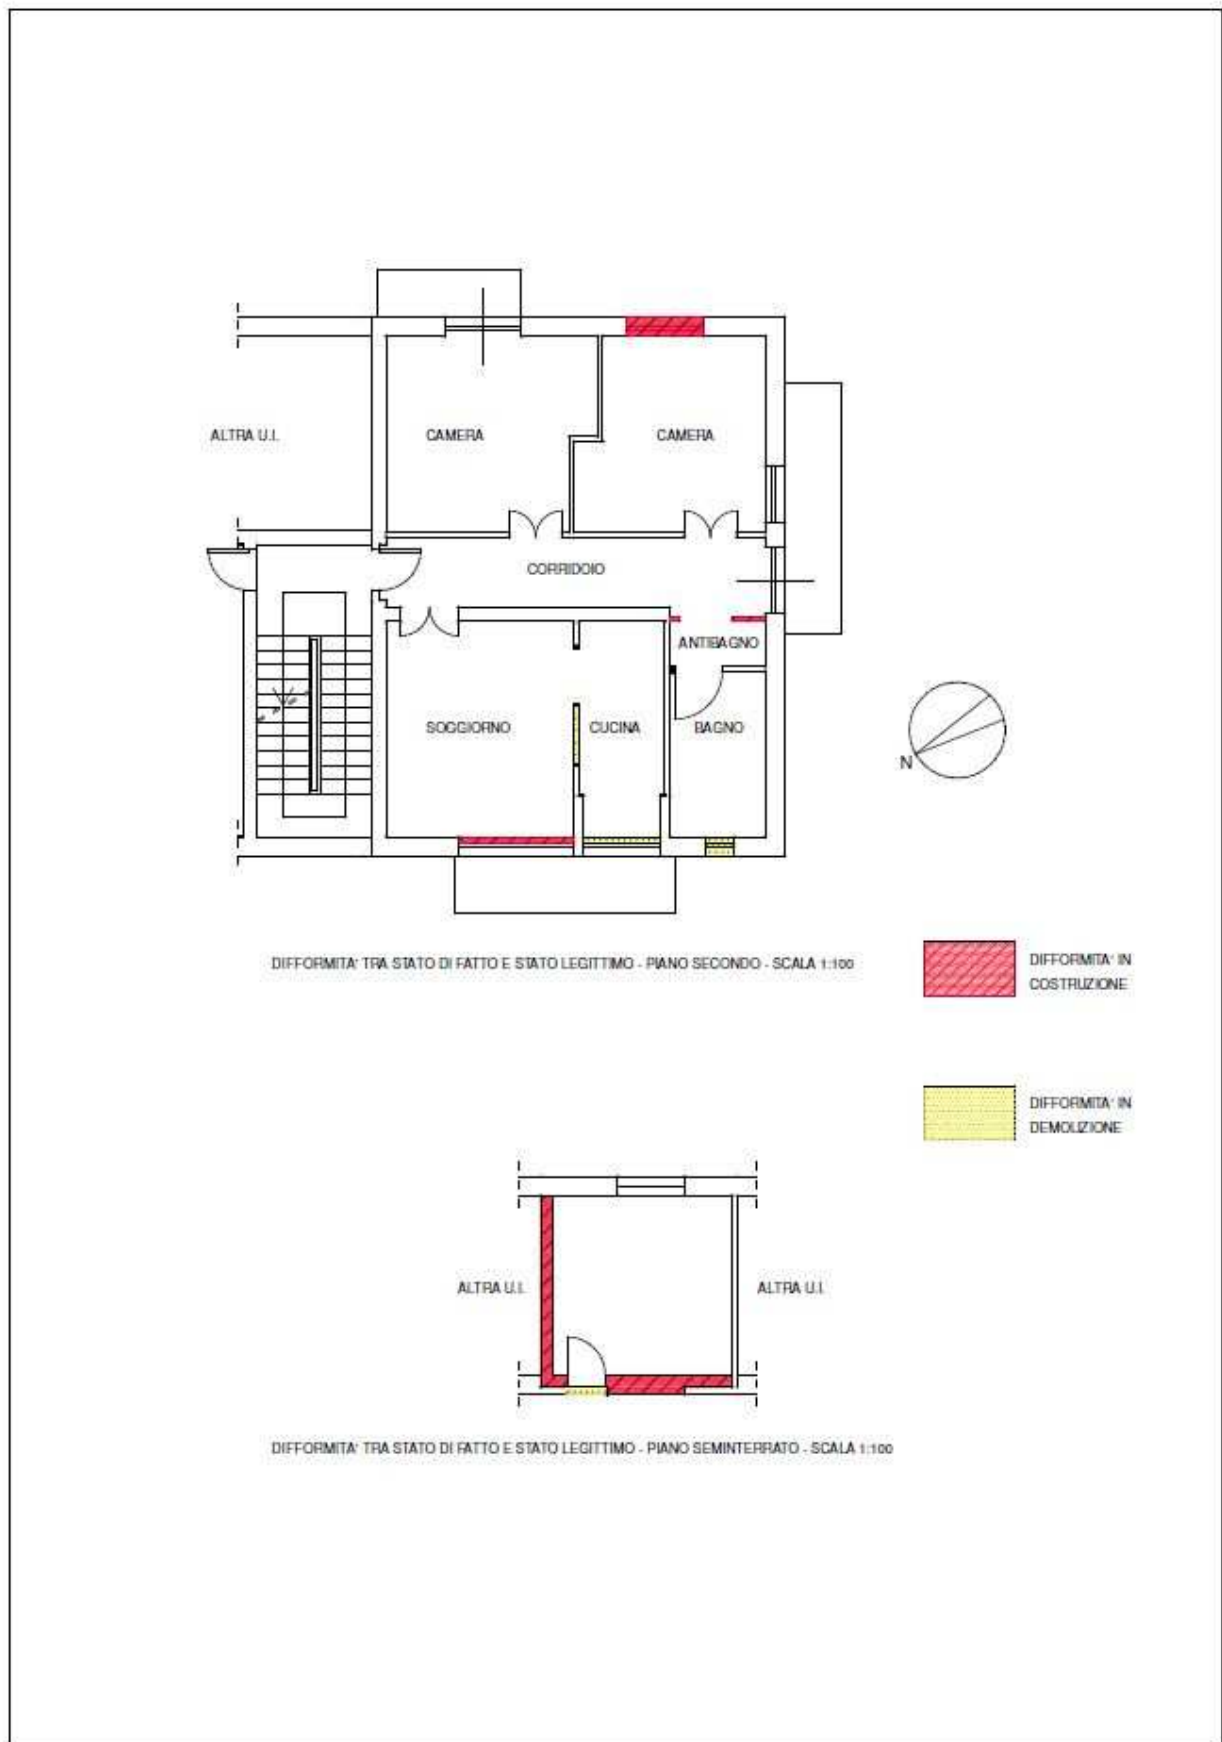 ALTRA U.I.
CAMERA
CAMERA
CORRIDOIO
ANTIBAGNO
SOGGIORNO
CUCINA
BAGNO
N
DIFFORMITA' TRA STATO DI FATTO E STATO LEGITTIMO - PIANO SECONDO - SCALA 1:100
DIFFORMITA' IN
COSTRUZIONE
DIFFORMITA' IN
DEMOLIZIONE
ALTRA U.I.
ALTRA U.I.
DIFFORMITA' TRA STATO DI FATTO E STATO LEGITTIMO - PIANO SEMINTERRATO - SCALA 1:100